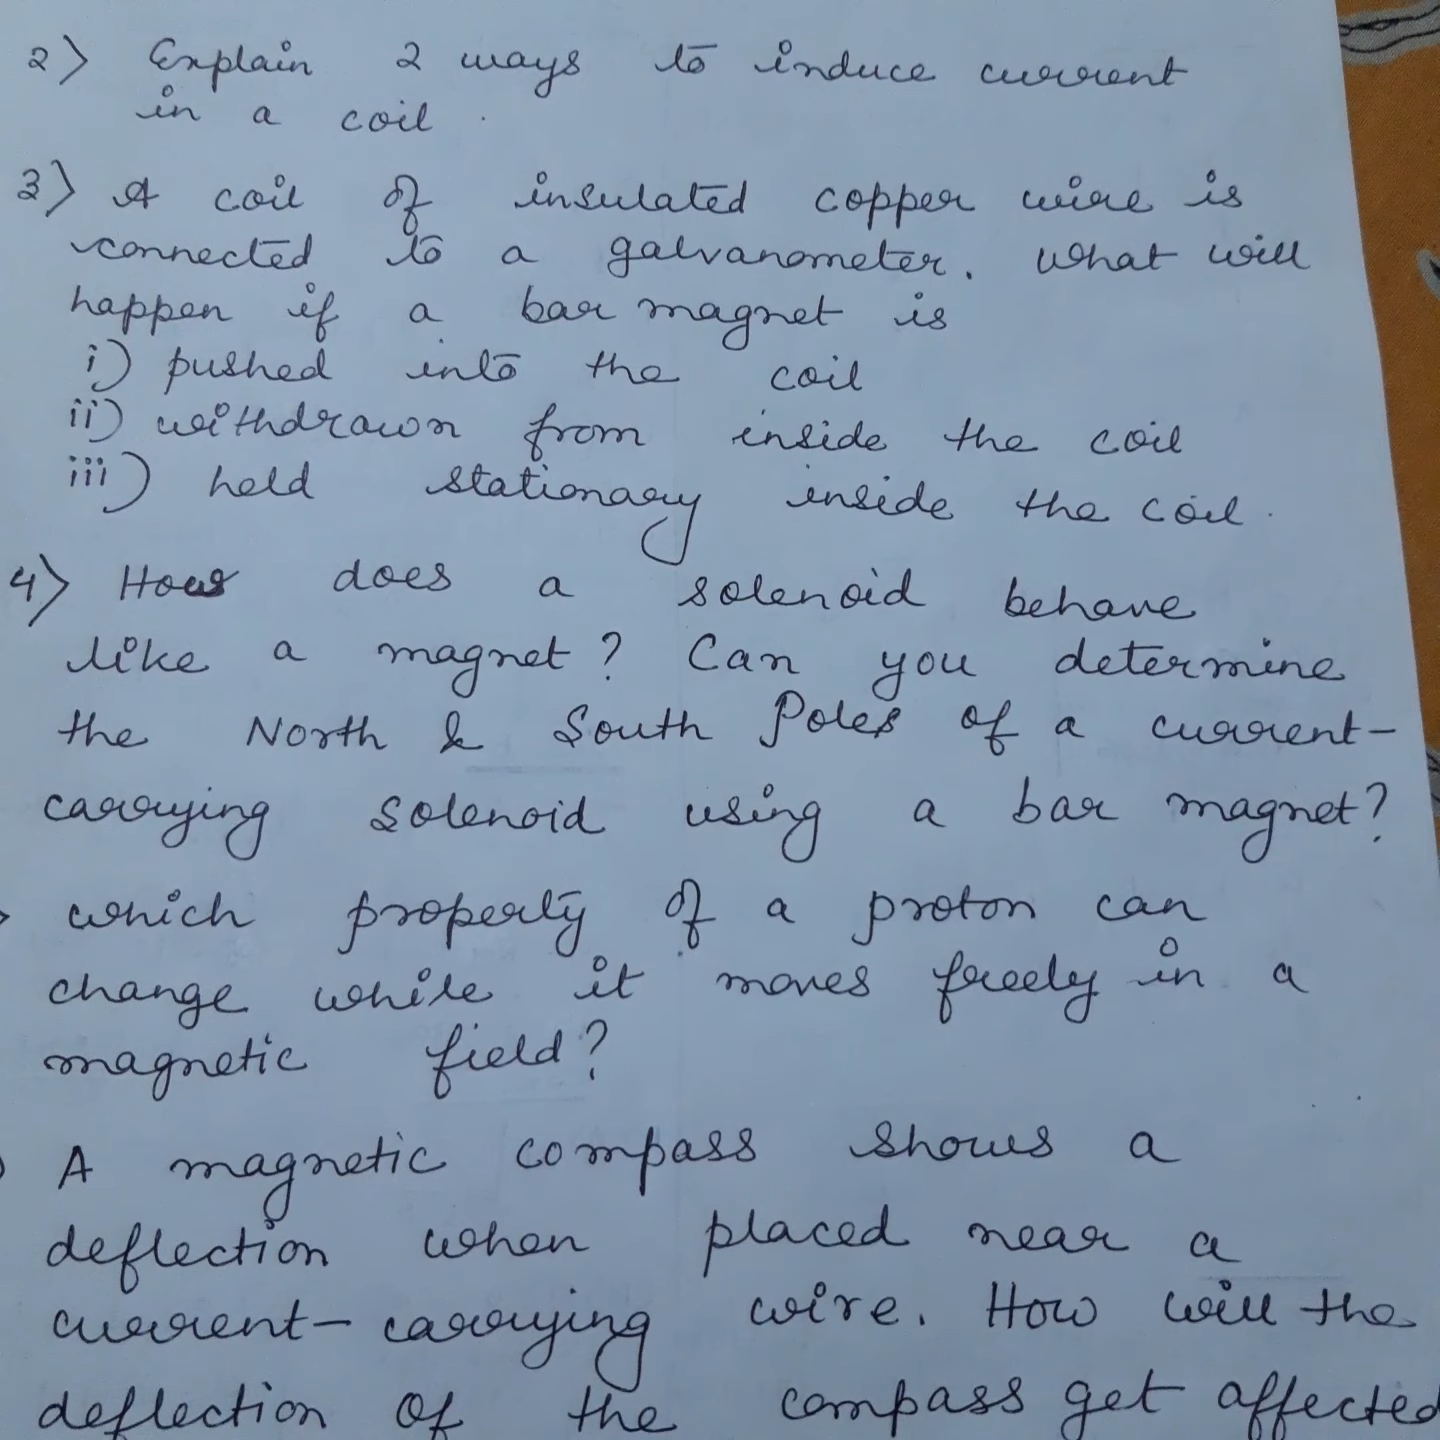 2) Explain 2 ways to induce current
in a coil.
3) A coil of insulated copper wire is
connected to a galvanometer. What will
happen if a bar magnet is
i) pushed into the coil
ii) withdrawn from inside the coil
iii) held stationary inside the coil.
4) How does a solenoid behave
like a magnet? Can you determine
the North & South Poles of a current-
carrying solenoid using a bar magnet?
which property of a proton can
change while it moves freely in a
magnetic field?
A magnetic compass shows a
deflection when placed near a
current-carrying wire. How will the
deflection of the compass get affected